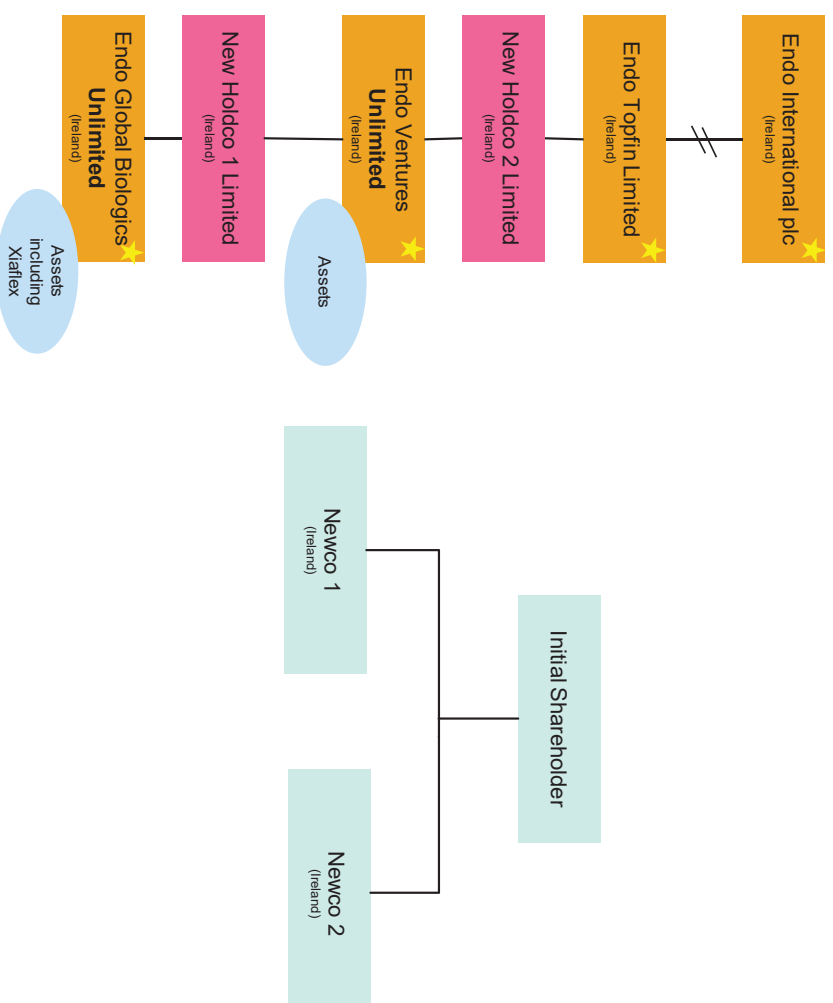 Endo International plc
(Ireland)
Endo Topfin Limited
(Ireland)
New Holdco 2 Limited
(Ireland)
Endo Ventures
Unlimited
(Ireland)
Assets
New Holdco 1 Limited
(Ireland)
Endo Global Biologics
Unlimited
(Ireland)
Assets
including
Xiaflex
Initial Shareholder
Newco 1
(Ireland)
Newco 2
(Ireland)